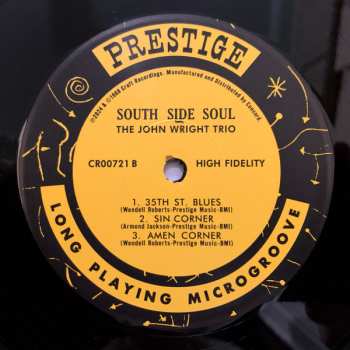 PRESTIGE
℗2024 & ©1960 Craft Recordings. Manufactured and distributed by Concord.
SOUTH SIDE SOUL
THE JOHN WRIGHT TRIO
CR00721 B HIGH FIDELITY
1. 35TH ST. BLUES
(Wendell Roberts-Prestige Music-BMI)
2. SIN CORNER
(Armond Jackson-Prestige Music-BMI)
3. AMEN CORNER
(Wendell Roberts-Prestige Music-BMI)
LONG PLAYING MICROGROOVE